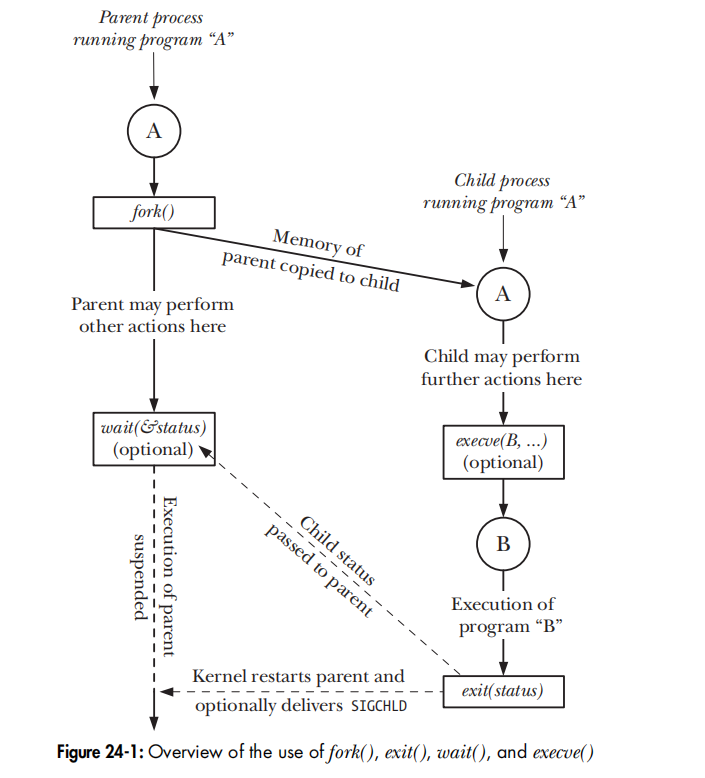 Parent process
running program “A”
A
fork()
Memory of
parent copied to child
Child process
running program “A”
A
Parent may perform
other actions here
Child may perform
further actions here
wait(&status)
(optional)
execve(B, ...)
(optional)
B
Execution of parent
suspended
Child status
passed to parent
Execution of
program “B”
Kernel restarts parent and
optionally delivers SIGCHLD
exit(status)
Figure 24-1: Overview of the use of fork(), exit(), wait(), and execve()